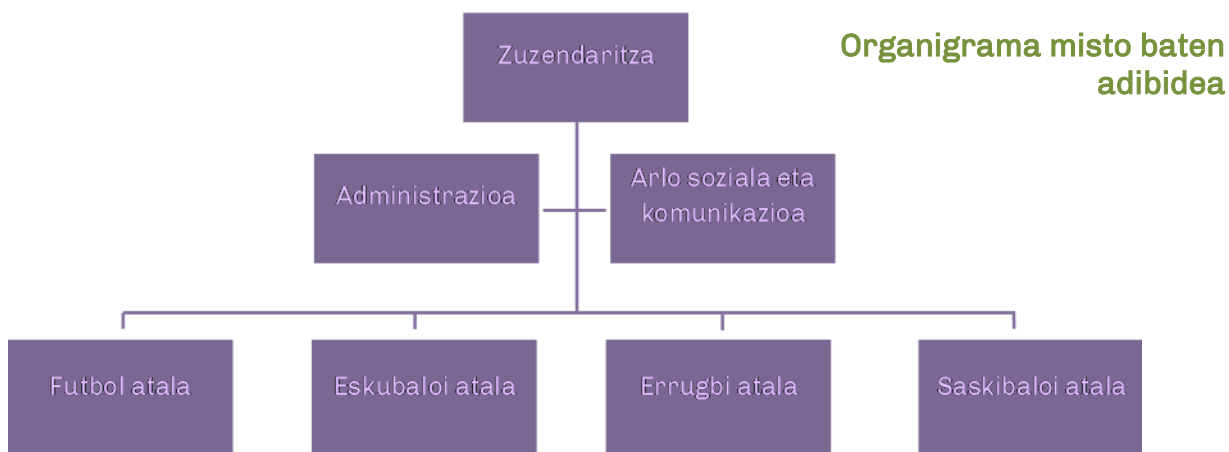 Zuzendaritza
Organigrama misto baten
adibidea
Administrazioa
Arlo soziala eta
komunikazioa
Futbol atala
Eskubaloi atala
Errugbi atala
Saskibaloi atala